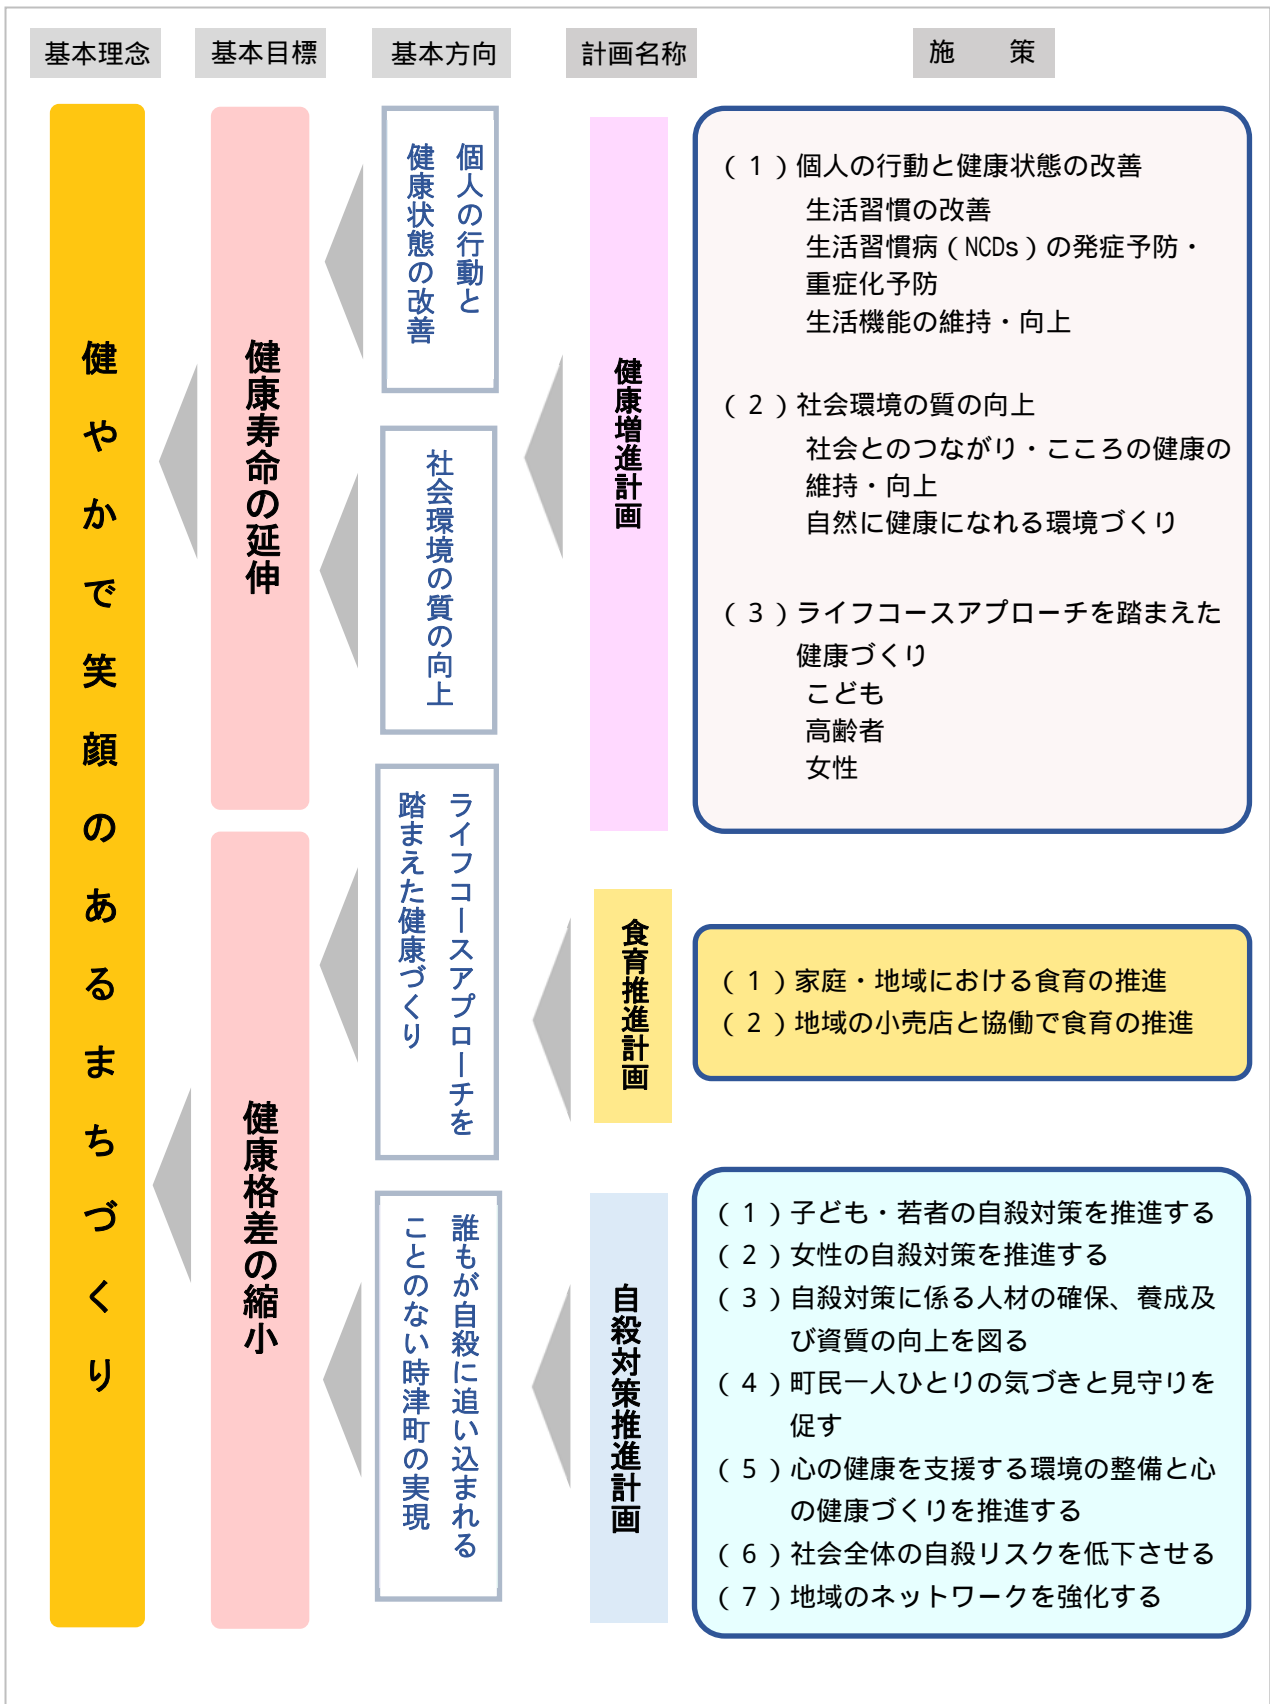 基本理念
基本目標
基本方向
計画名称
施　策
健やかで笑顔のあるまちづくり
健康寿命の延伸
健康格差の縮小
個人の行動と
健康状態の改善
社会環境の質の向上
ライフコースアプローチを
踏まえた健康づくり
誰もが自殺に追い込まれる
ことのない時津町の実現
健康増進計画
食育推進計画
自殺対策推進計画
(1)個人の行動と健康状態の改善
生活習慣の改善
生活習慣病(NCDs)の発症予防・
重症化予防
生活機能の維持・向上
(2)社会環境の質の向上
社会とのつながり・こころの健康の
維持・向上
自然に健康になれる環境づくり
(3)ライフコースアプローチを踏まえた
健康づくり
こども
高齢者
女性
(1)家庭・地域における食育の推進
(2)地域の小売店と協働で食育の推進
(1)子ども・若者の自殺対策を推進する
(2)女性の自殺対策を推進する
(3)自殺対策に係る人材の確保、養成及
び資質の向上を図る
(4)町民一人ひとりの気づきと見守りを
促す
(5)心の健康を支援する環境の整備と心
の健康づくりを推進する
(6)社会全体の自殺リスクを低下させる
(7)地域のネットワークを強化する